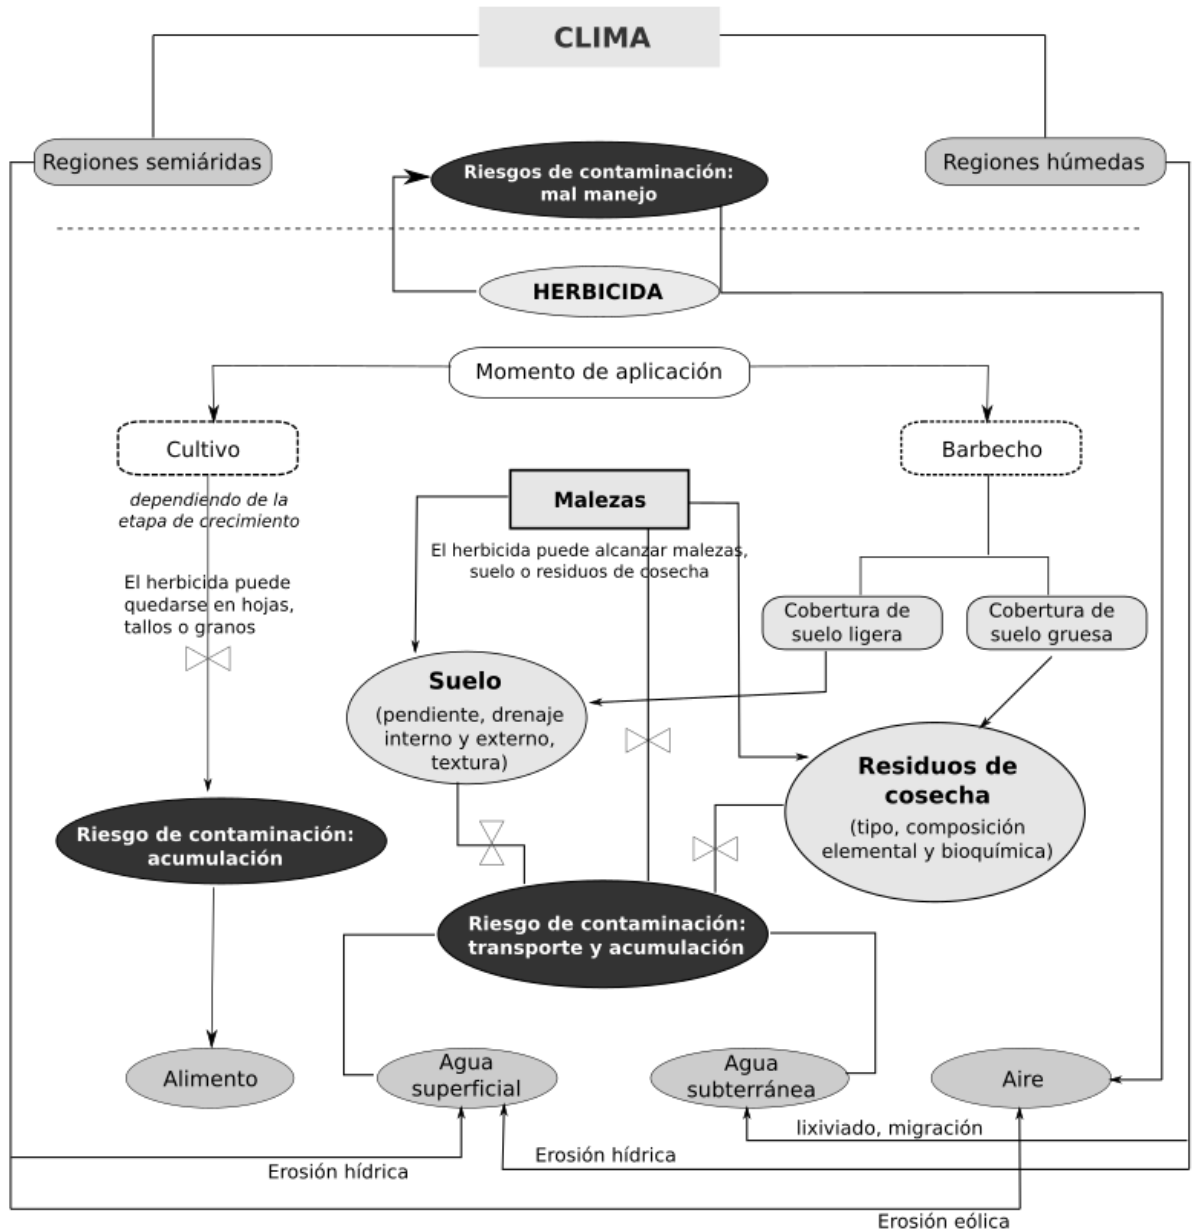 CLIMA
Regiones semiáridas
Riesgos de contaminación:
mal manejo
Regiones húmedas
HERBICIDA
Momento de aplicación
Cultivo
Barbecho
dependiendo de la
etapa de crecimiento
Malezas
El herbicida puede alcanzar malezas,
suelo o residuos de cosecha
El herbicida puede
quedarse en hojas,
tallos o granos
Cobertura de
suelo ligera
Cobertura de
suelo gruesa
Suelo
(pendiente, drenaje
interno y externo,
textura)
Residuos de
cosecha
(tipo, composición
elemental y bioquímica)
Riesgo de contaminación:
acumulación
Riesgo de contaminación:
transporte y acumulación
Alimento
Agua
superficial
Agua
subterránea
Aire
lixiviado, migración
Erosión hídrica
Erosión hídrica
Erosión eólica